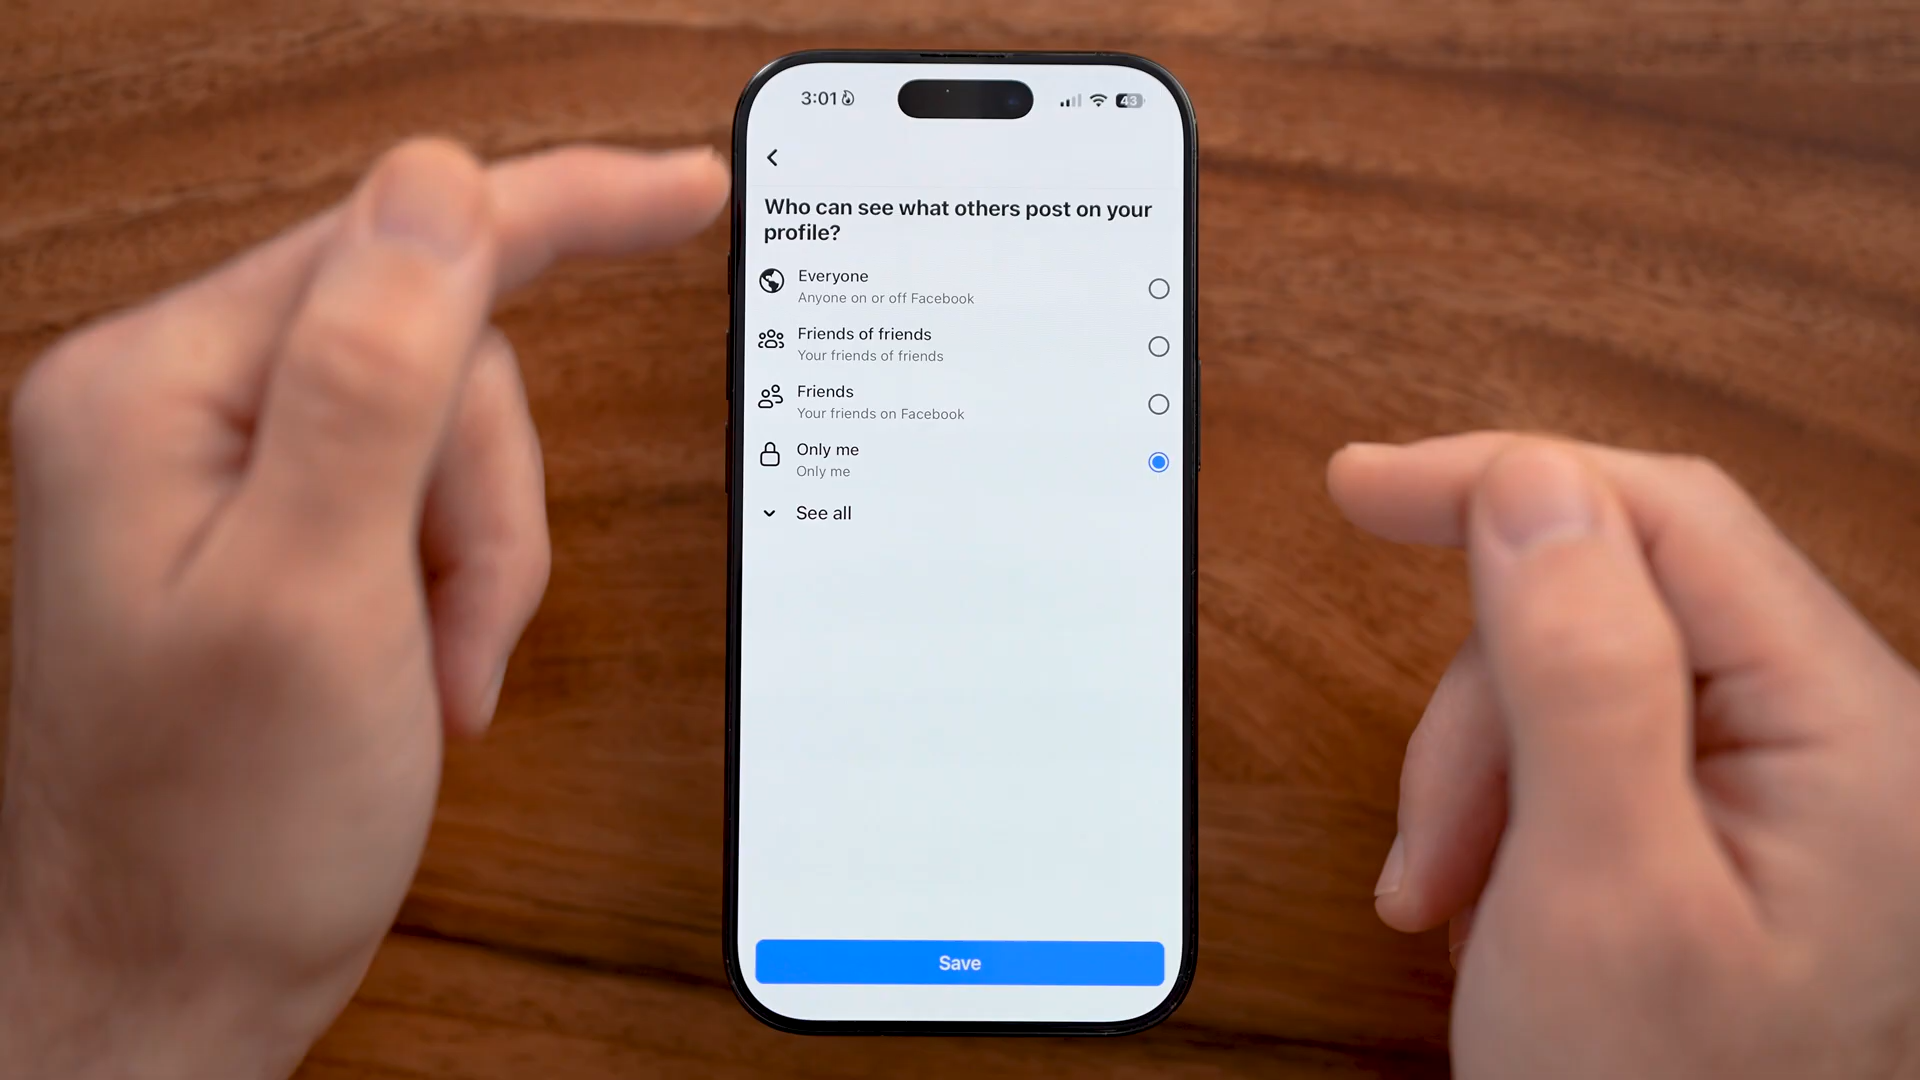 3:01
43
Who can see what others post on your
profile?
Everyone
Anyone on or off Facebook
Friends of friends
Your friends of friends
Friends
Your friends on Facebook
Only me
Only me
See all
Save